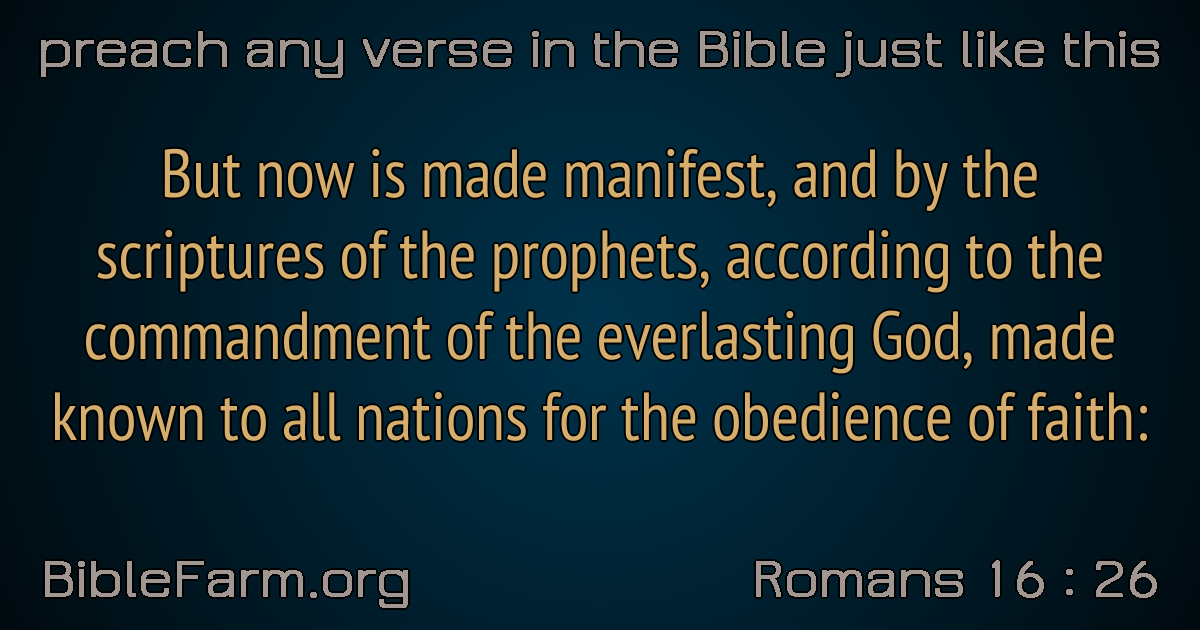 preach any verse in the Bible just like this
But now is made manifest, and by the
scriptures of the prophets, according to the
commandment of the everlasting God, made
known to all nations for the obedience of faith:
BibleFarm.org
Romans 16 : 26